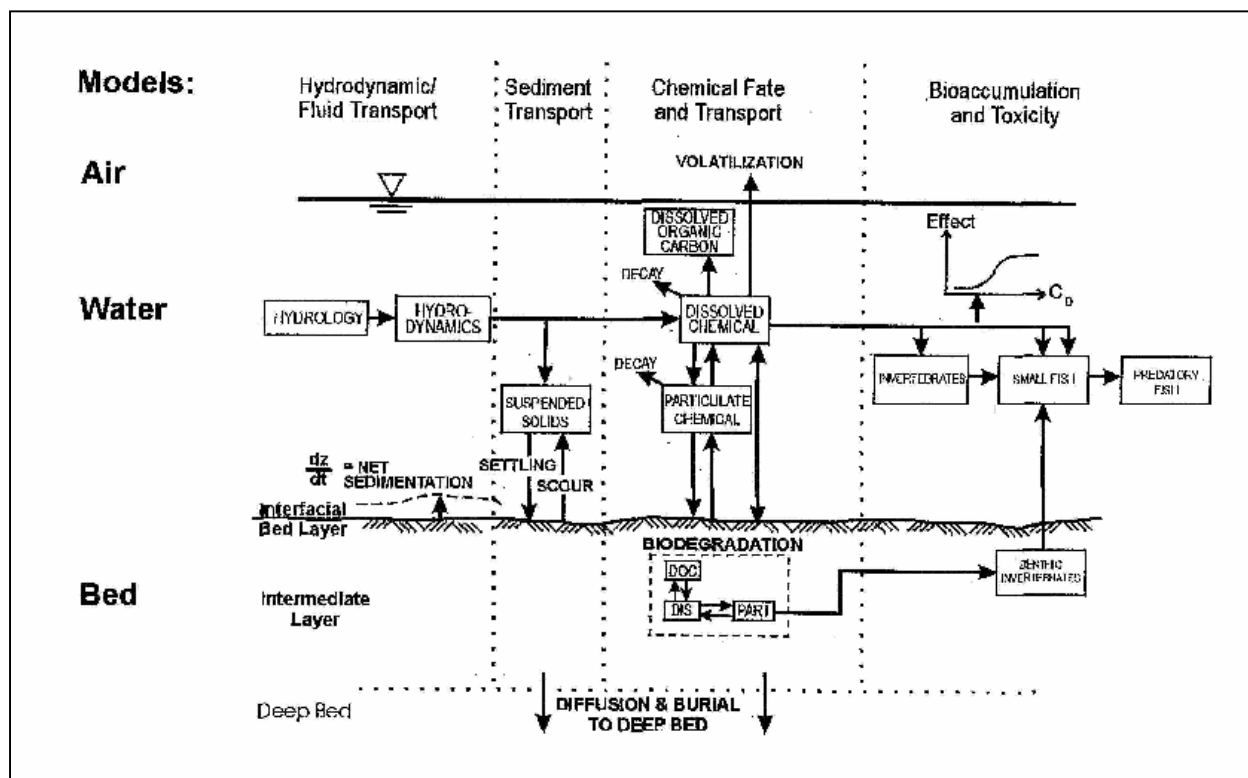 Models:
Hydrodynamic/
Fluid Transport
Sediment
Transport
Chemical Fate
and Transport
Bioaccumulation
and Toxicity
Air
VOLATILIZATION
DISSOLVED
ORGANIC
CARBON
Effect
DECAY
C
D
Water
HYDROLOGY
HYDRO-
DYNAMICS
DISSOLVED
CHEMICAL
DECAY
INVERTEBRATES
SMALL FISH
PREDATORY
FISH
SUSPENDED
SOLIDS
PARTICULATE
CHEMICAL
dz
dt
= NET
SEDIMENTATION
SETTLING
SCOUR
Interfacial
Bed Layer
BIODEGRADATION
DOC
DIS
PART
BENTHIC
INVERTEBRATES
Bed
Intermediate
Layer
Deep Bed
DIFFUSION & BURIAL
TO DEEP BED